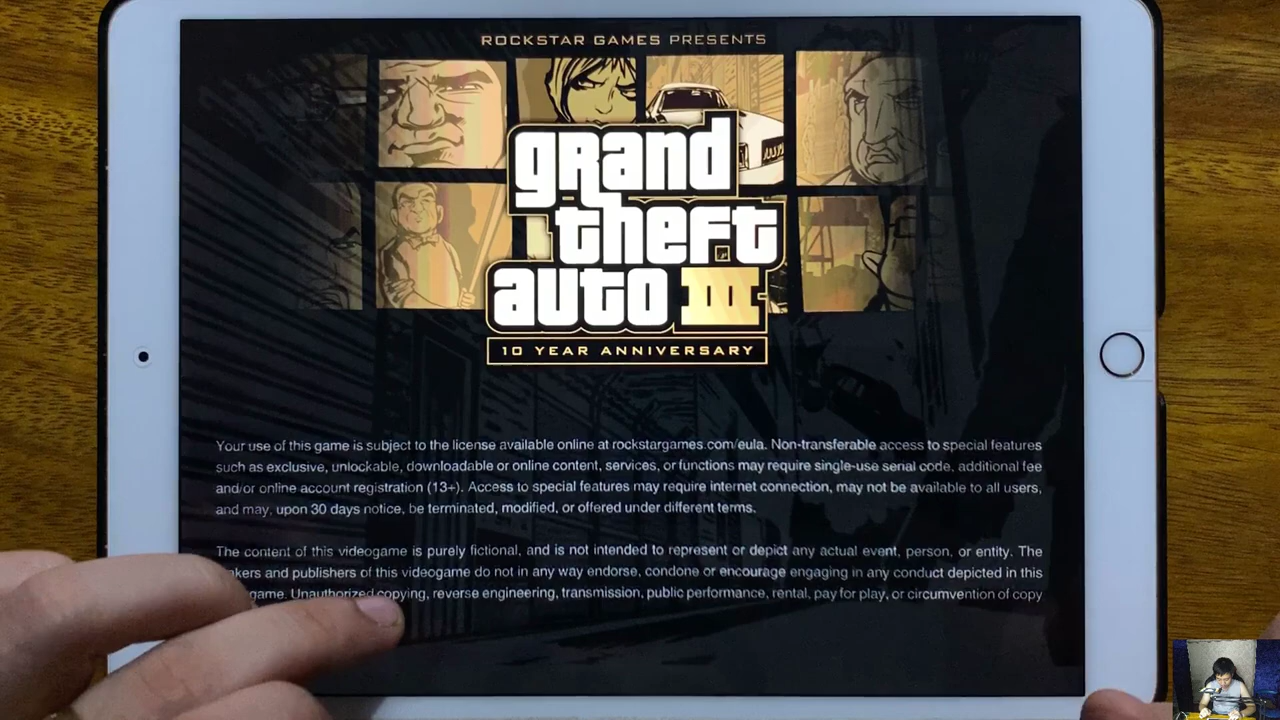 ROCKSTAR GAMES PRESENTS
grand
theft
auto III
10 YEAR ANNIVERSARY
Your use of this game is subject to the license available online at rockstargames.com/eula. Non-transferable access to special features
such as exclusive, unlockable, downloadable or online content, services, or functions may require single-use serial code, additional fee
and/or online account registration (13+). Access to special features may require internet connection, may not be available to all users,
and may, upon 30 days notice, be terminated, modified, or offered under different terms.
The content of this videogame is purely fictional, and is not intended to represent or depict any actual event, person, or entity. The
and publishers of this videogame do not in any way endorse, condone or encourage engaging in any conduct depicted in this
game. Unauthorized copying, reverse engineering, transmission, public performance, rental, pay for play, or circumvention of copy